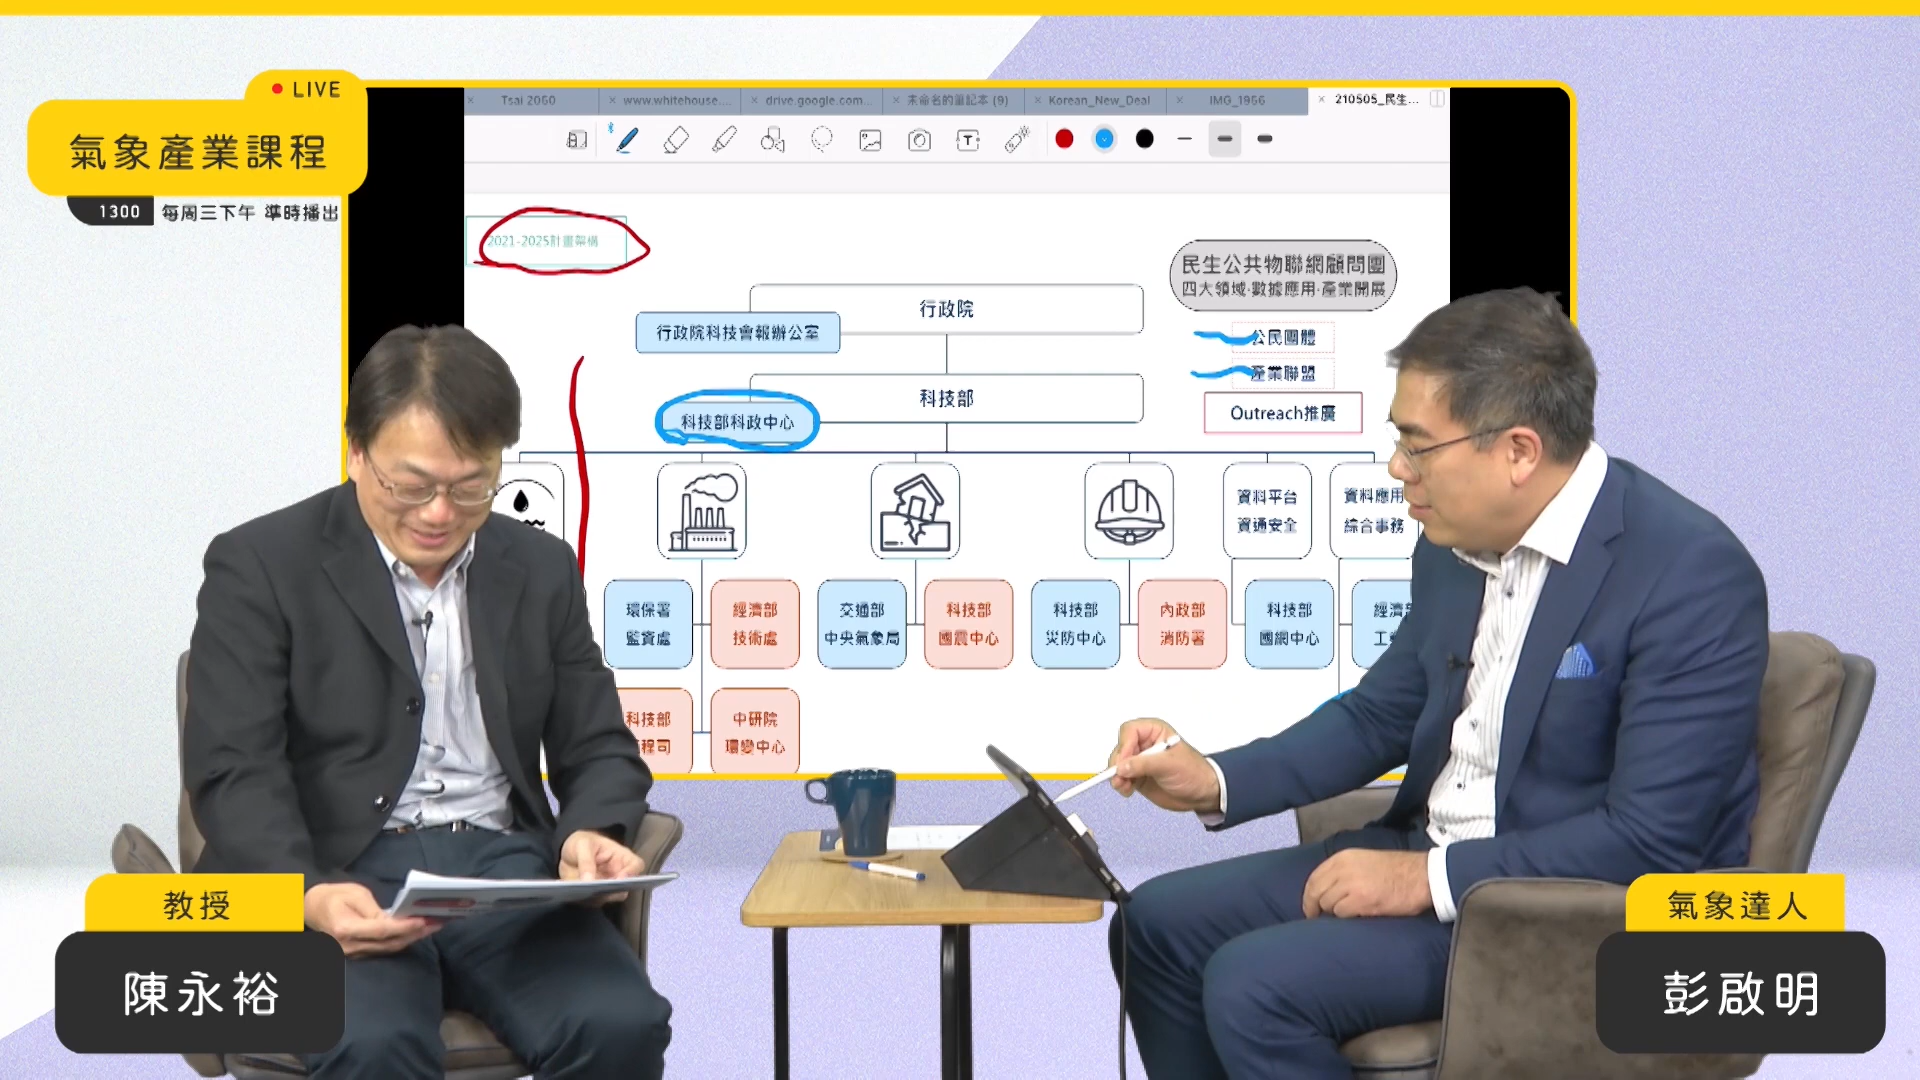 LIVE
氣象產業課程
1300 每周三下午 準時播出
Tsai 2060
www.whitehouse....
drive.google.com...
未命名的筆記本 (9)
Korean_New_Deal
IMG_1966
210505_民生...
2021-2025計畫架構
民生公共物聯網顧問團
四大領域·數據應用·產業開展
行政院
行政院科技會報辦公室
公民團體
產業聯盟
科技部
科技部科政中心
Outreach推廣
資料平台
資通安全
資料應用
綜合事務
環保署
監資處
經濟部
技術處
交通部
中央氣象局
科技部
國震中心
科技部
災防中心
內政部
消防署
科技部
國網中心
經濟
工
科技部
程司
中研院
環變中心
教授
陳永裕
氣象達人
彭啟明